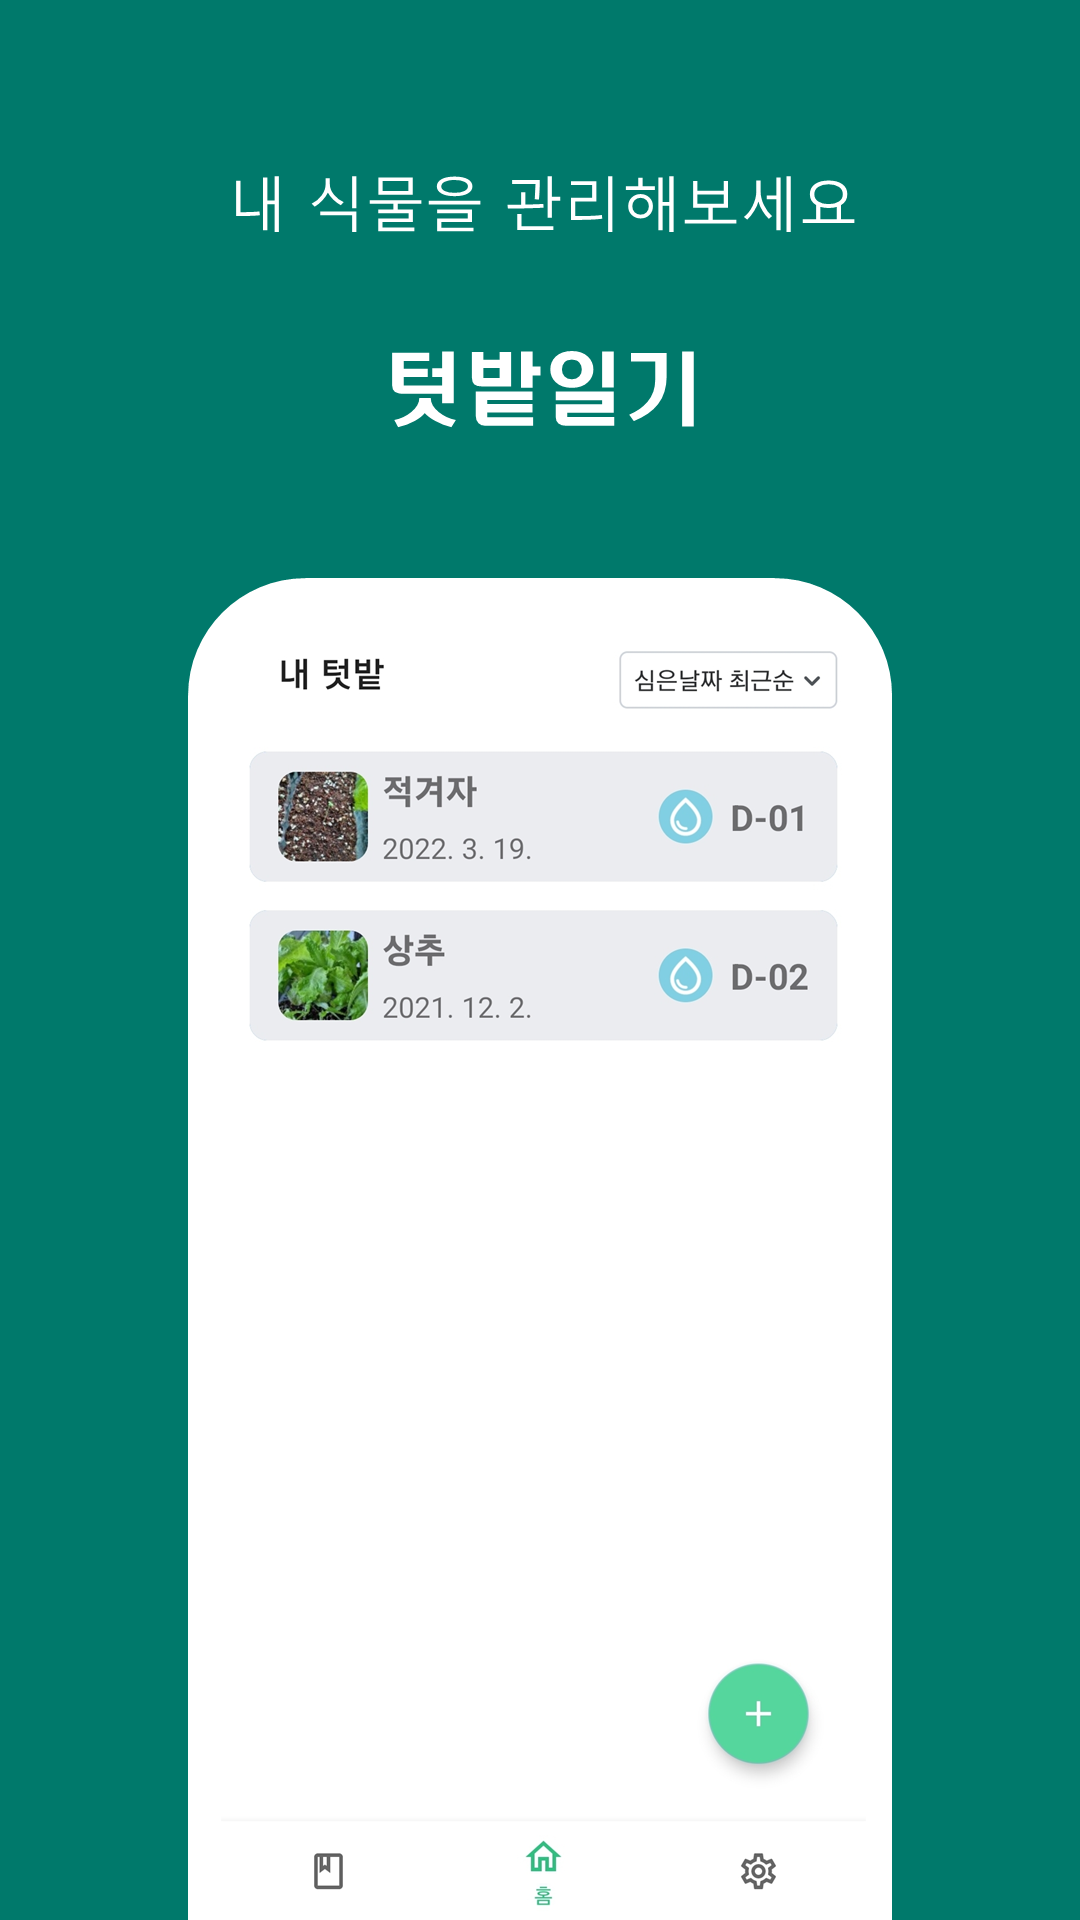 내 식물을 관리해보세요
텃밭일기
내 텃밭
심은날짜 최근순
적겨자
2022. 3. 19.
D-01
상추
2021. 12. 2.
D-02
홈